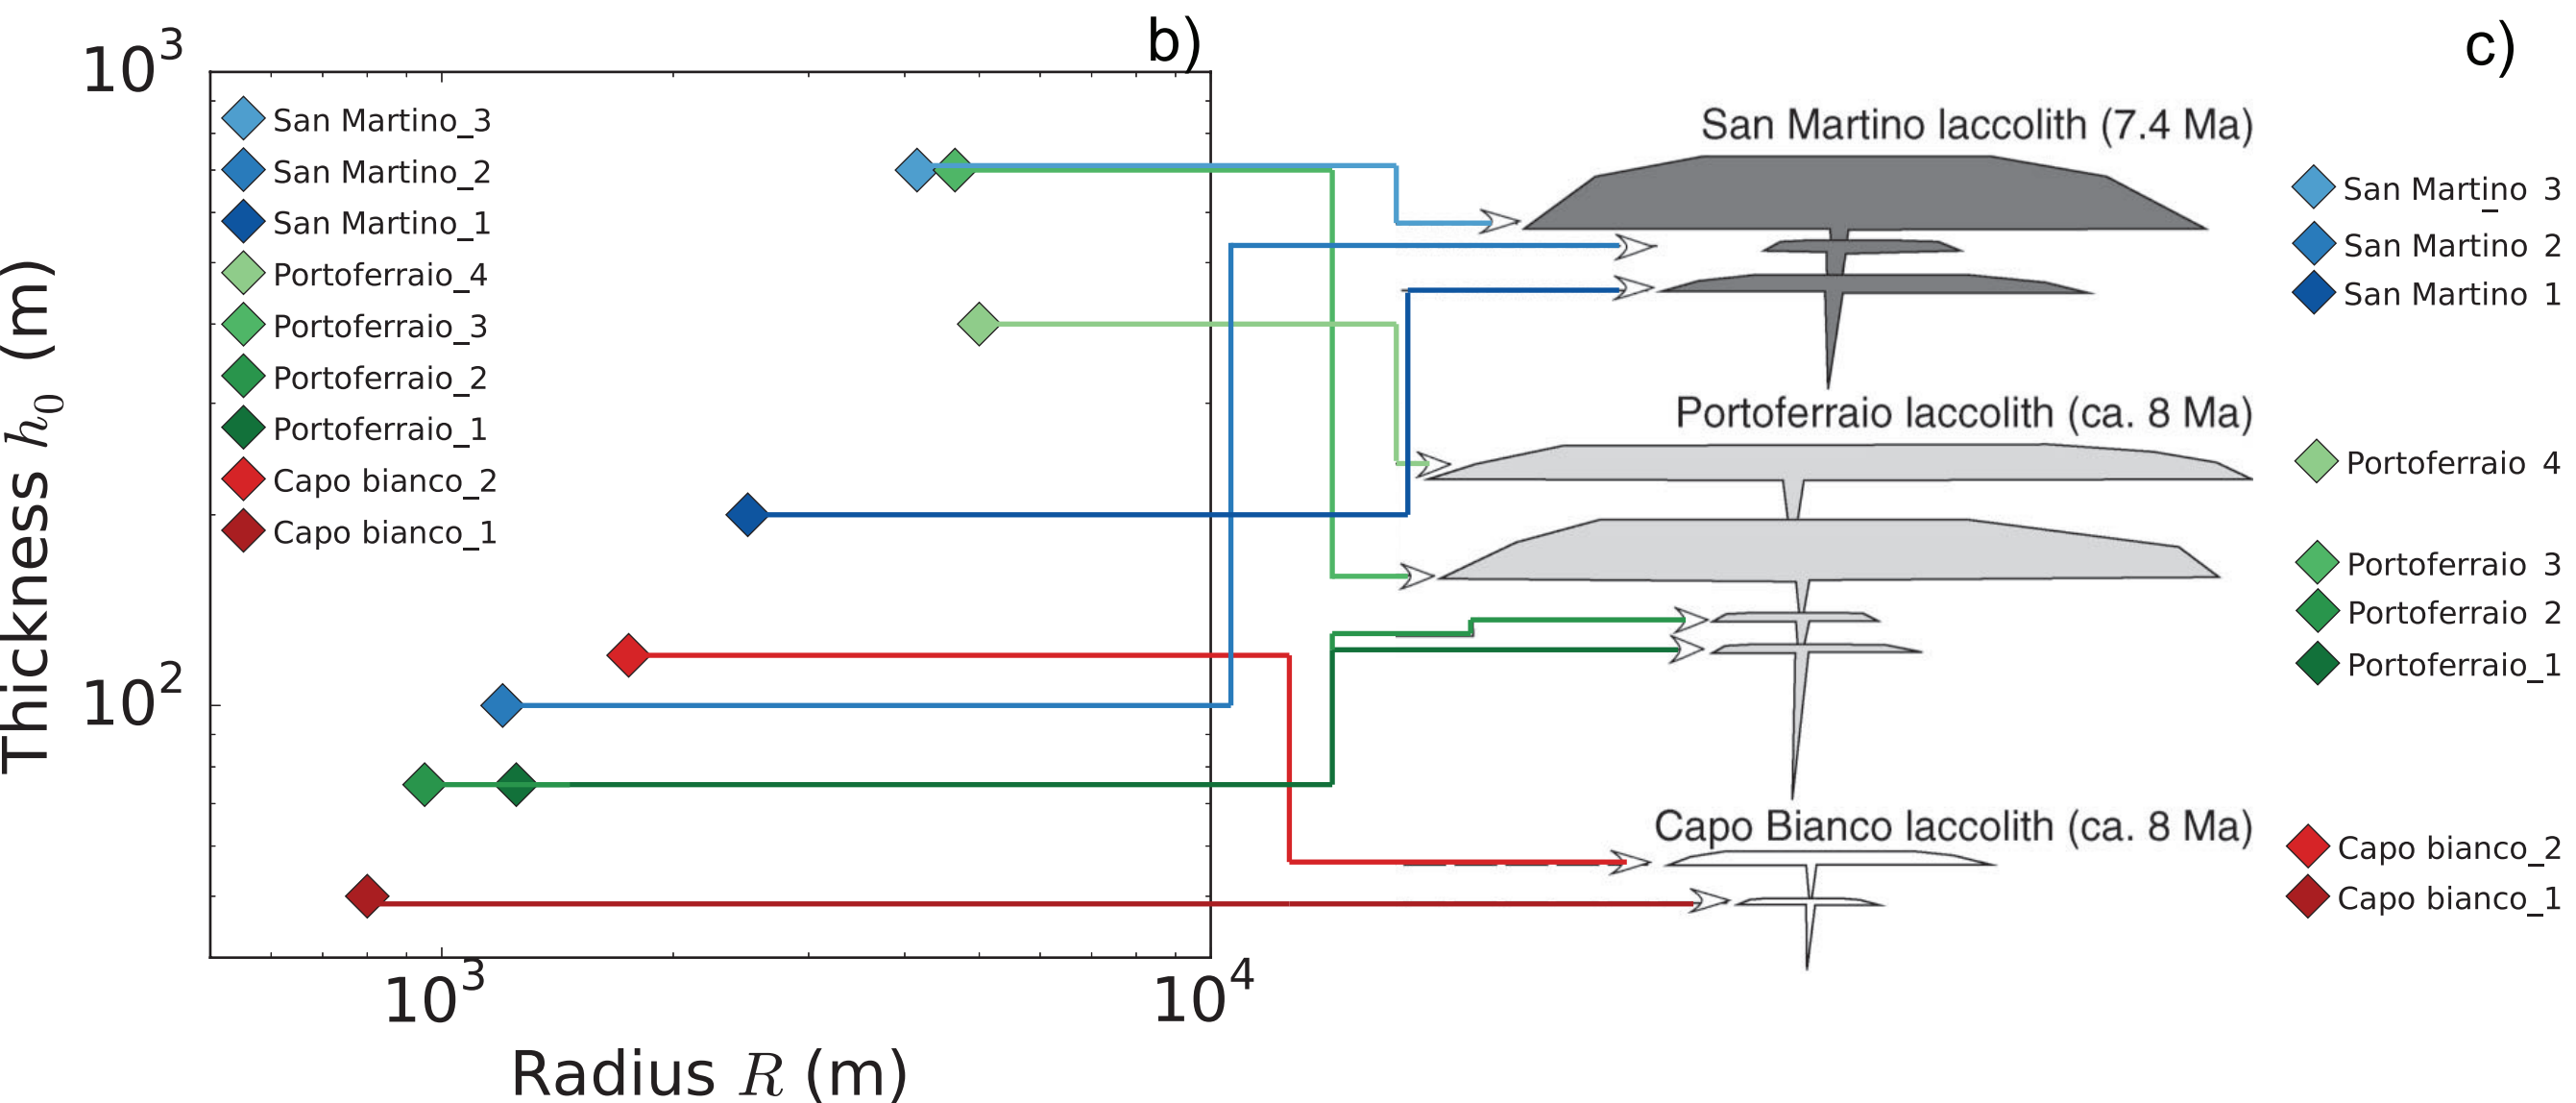 b)
c)
10^3
San Martino_3
San Martino_2
San Martino_1
Portoferraio_4
Portoferraio_3
Portoferraio_2
Portoferraio_1
Capo bianco_2
Capo bianco_1
Thickness h_0 (m)
10^2
10^3
10^4
Radius R (m)
San Martino laccolith (7.4 Ma)
San Martino_3
San Martino 2
San Martino 1
Portoferraio laccolith (ca. 8 Ma)
Portoferraio 4
Portoferraio 3
Portoferraio 2
Portoferraio_1
Capo Bianco laccolith (ca. 8 Ma)
Capo bianco_2
Capo bianco_1